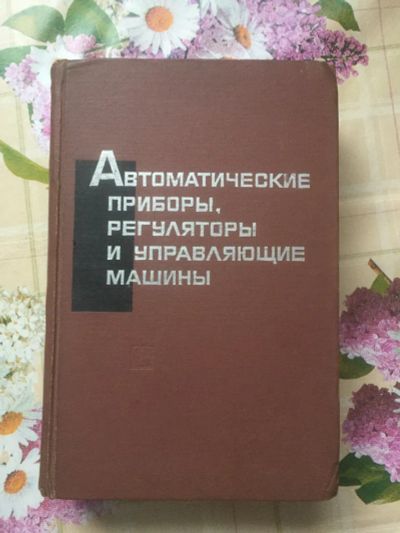 Автоматические
приборы,
регуляторы
и управляющие
машины